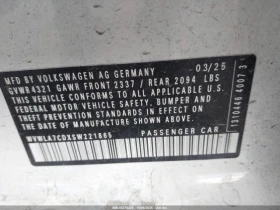 03/25
MFD BY VOLKSWAGEN AG GERMANY
GVWR 4321 GAWR FRONT 2337 / REAR 2094 LBS
THIS VEHICLE CONFORMS TO ALL APPLICABLE
FEDERAL MOTOR VEHICLE SAFETY, BUMPER AND
THEFT PREVENTION STANDARDS IN EFFECT ON THE
DATE OF MANUFACTURE SHOWN ABOVE.
PASSENGER CAR